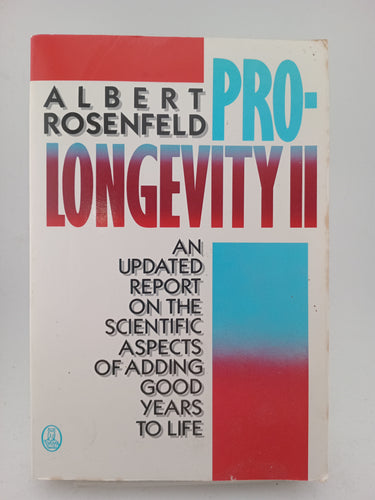 ALBERT
ROSENFELD
PRO-
LONGEVITY II
AN
UPDATED
REPORT
ON THE
SCIENTIFIC
ASPECTS
OF ADDING
GOOD
YEARS
TO LIFE